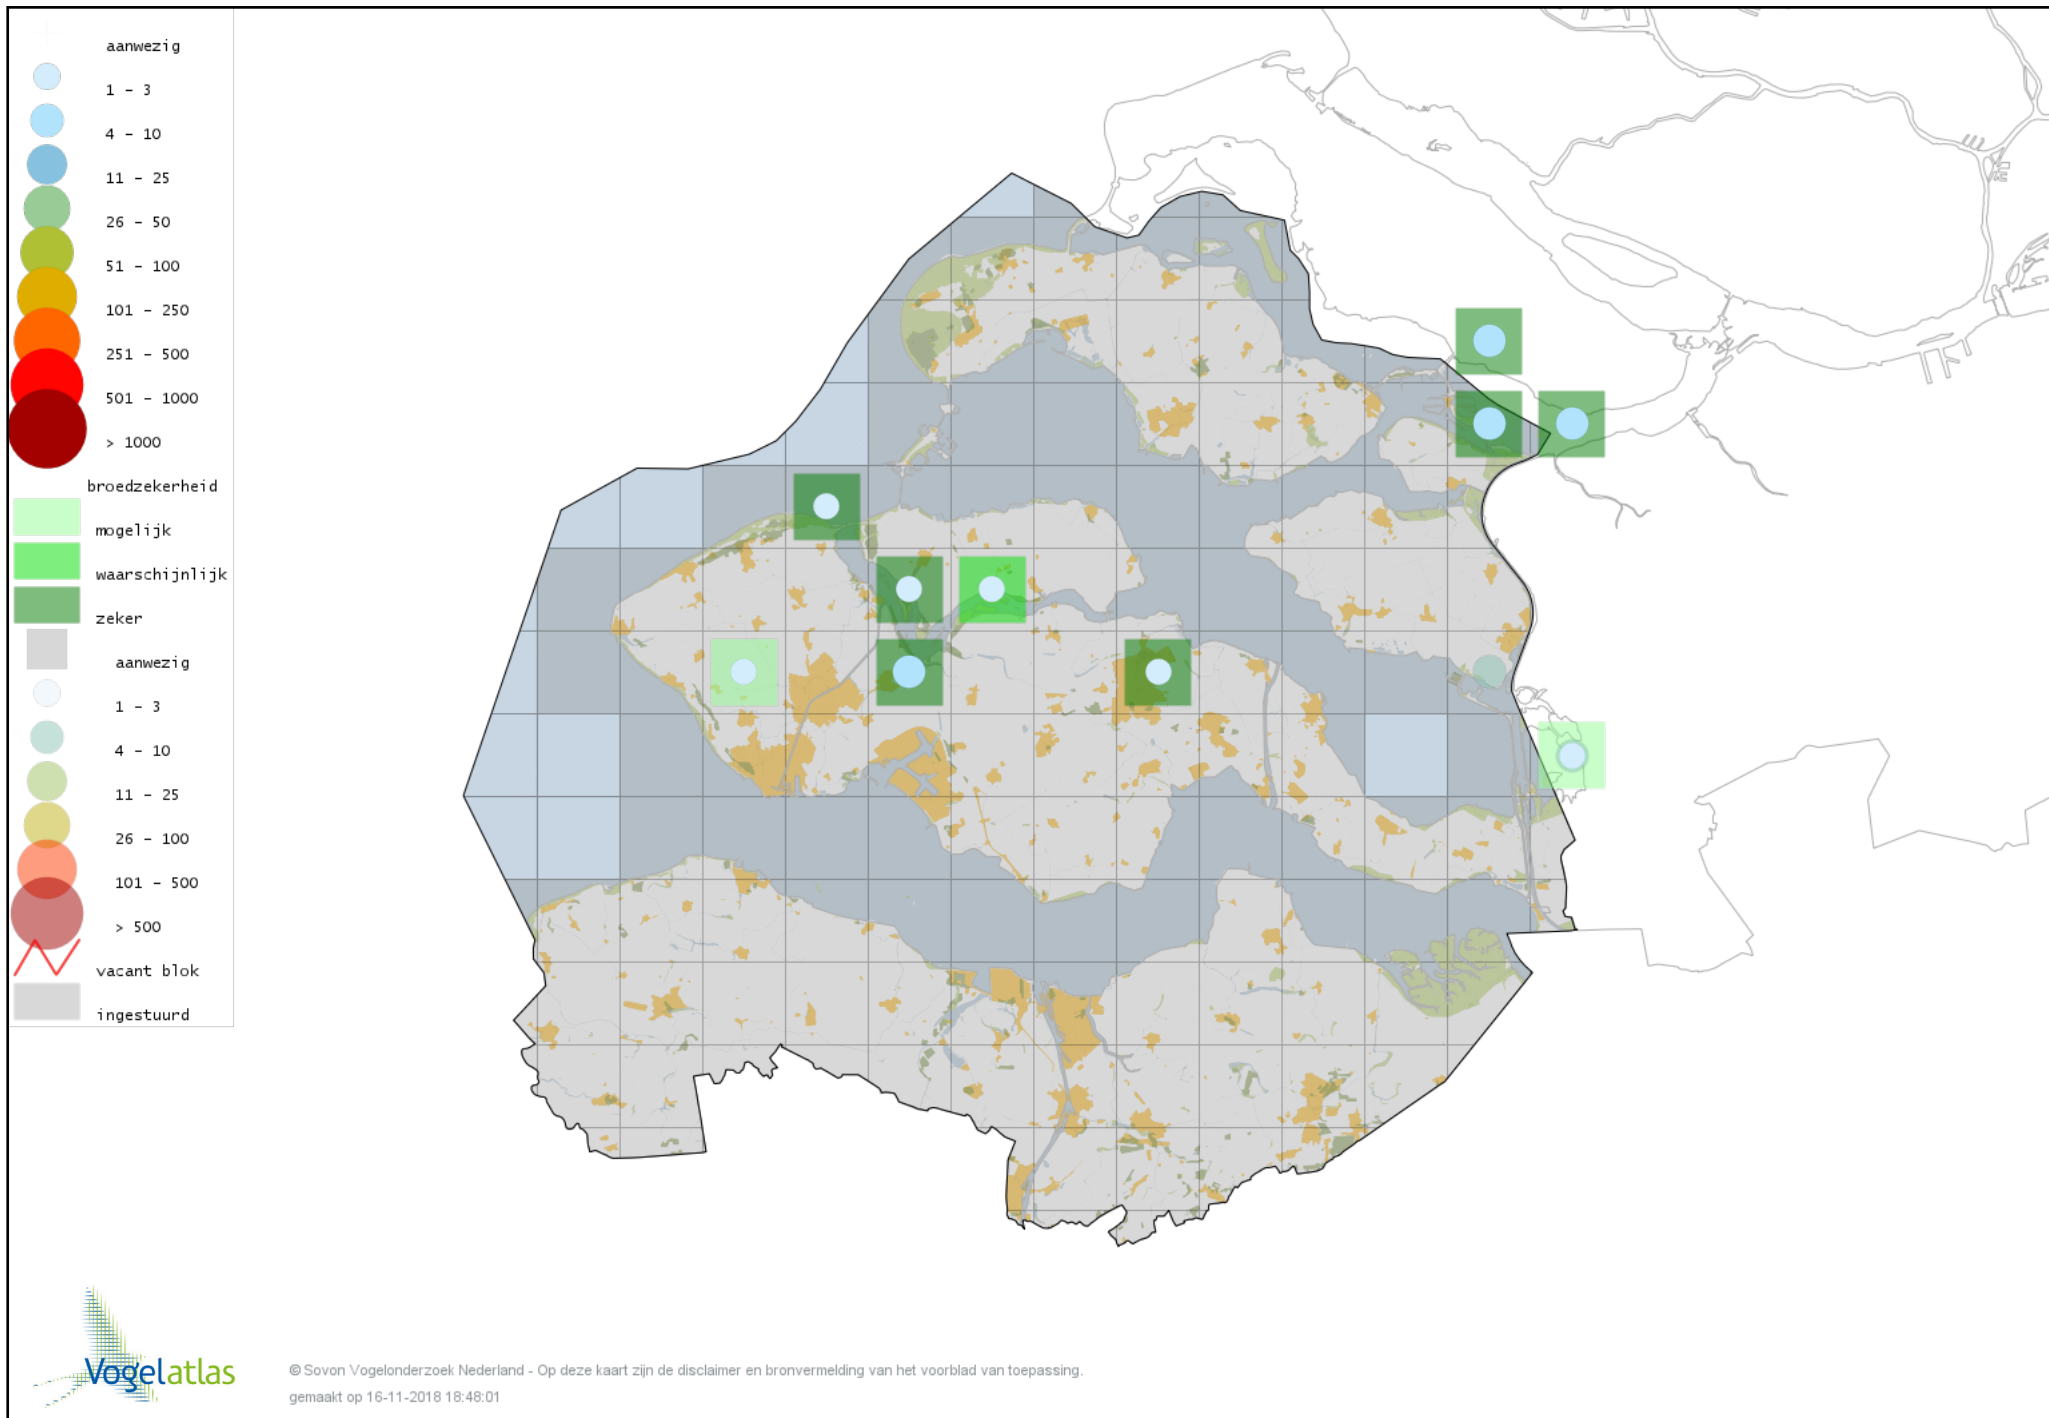 aanwezig
1 - 3
4 - 10
11 - 25
26 - 50
51 - 100
101 - 250
251 - 500
501 - 1000
> 1000
broedzekerheid
mogelijk
waarschijnlijk
zeker
aanwezig
1 - 3
4 - 10
11 - 25
26 - 100
101 - 500
> 500
vacant blok
ingestuurd
Vogelatlas
© Sovon Vogelonderzoek Nederland - Op deze kaart zijn de disclaimer en bronvermelding van het voorblad van toepassing.
gemaakt op 16-11-2018 18:48:01